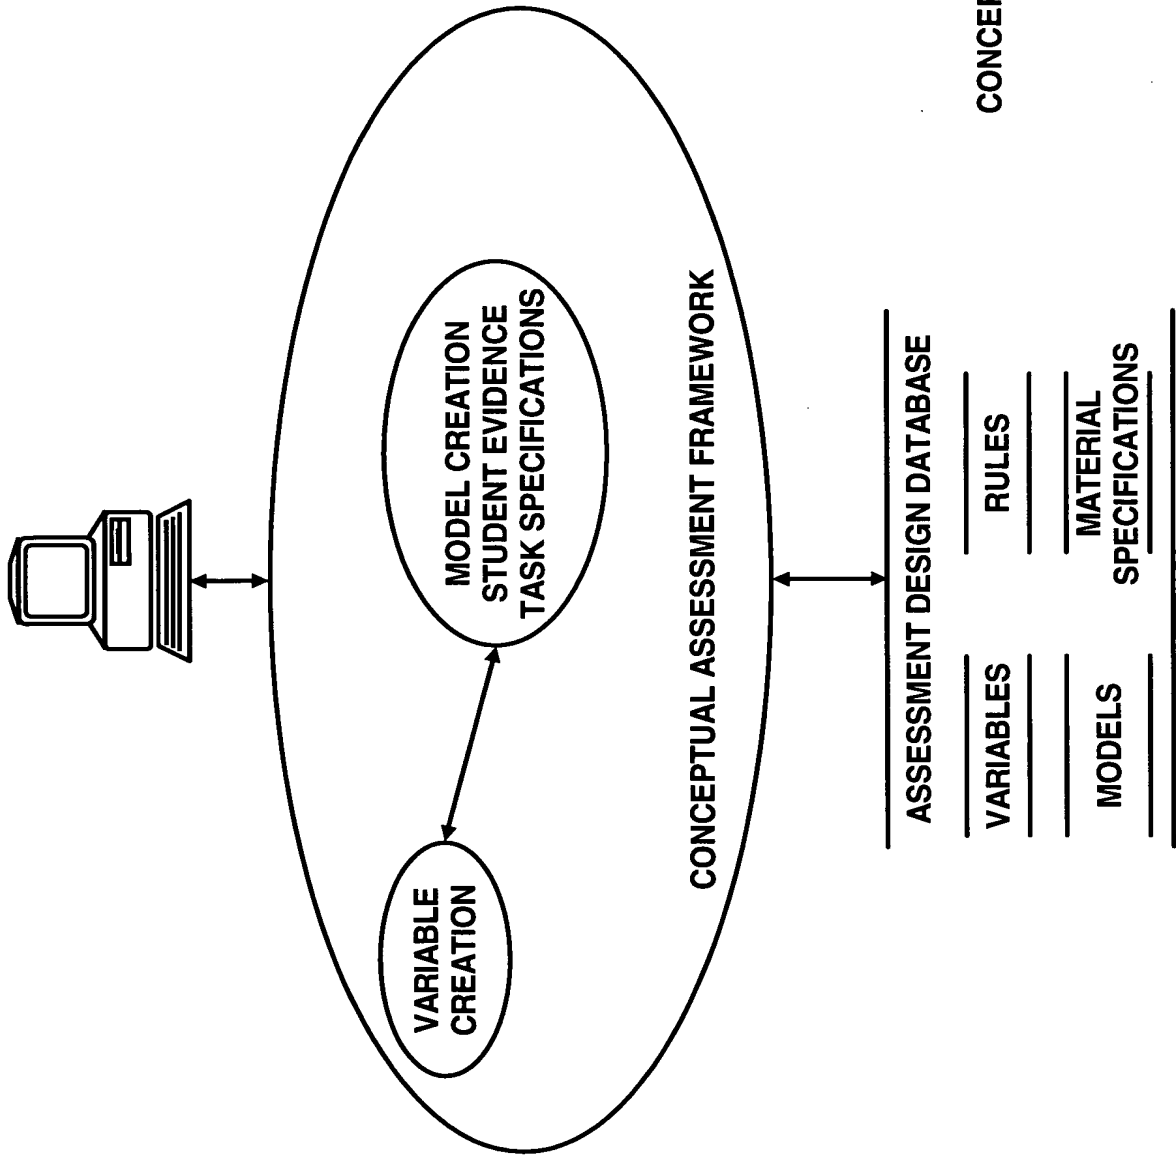 VARIABLE
CREATION
MODEL CREATION
STUDENT EVIDENCE
TASK SPECIFICATIONS
CONCEPTUAL ASSESSMENT FRAMEWORK
ASSESSMENT DESIGN DATABASE
VARIABLES
RULES
MODELS
MATERIAL
SPECIFICATIONS